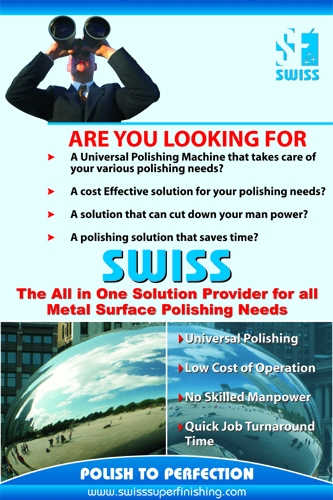 SF
SWISS
ARE YOU LOOKING FOR
A Universal Polishing Machine that takes care of
your various polishing needs?
A cost Effective solution for your polishing needs?
A solution that can cut down your man power?
A polishing solution that saves time?
SWISS
The All in One Solution Provider for all
Metal Surface Polishing Needs
Universal Polishing
Low Cost of Operation
No Skilled Manpower
Quick Job Turnaround
Time
POLISH TO PERFECTION
www.swisssuperfinishing.com